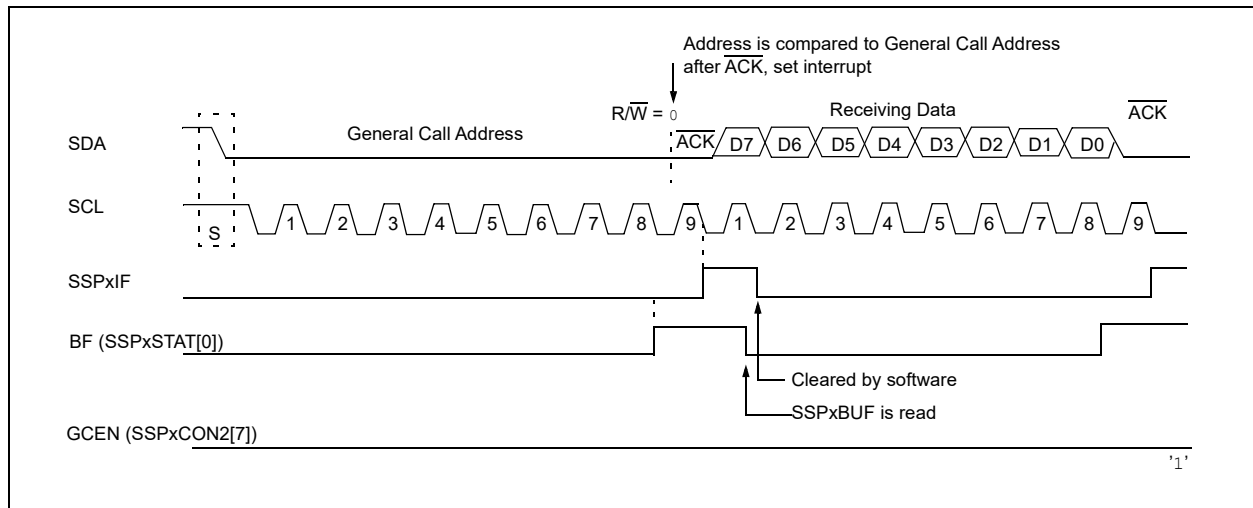 Address is compared to General Call Address
after ACK, set interrupt
R/W = 0
Receiving Data
ACK
General Call Address
SDA
ACK
D7 D6 D5 D4 D3 D2 D1 D0
SCL
S
1 2 3 4 5 6 7 8 9 1 2 3 4 5 6 7 8 9
SSPxIF
BF (SSPxSTAT[0])
Cleared by software
SSPxBUF is read
GCEN (SSPxCON2[7])
'1'